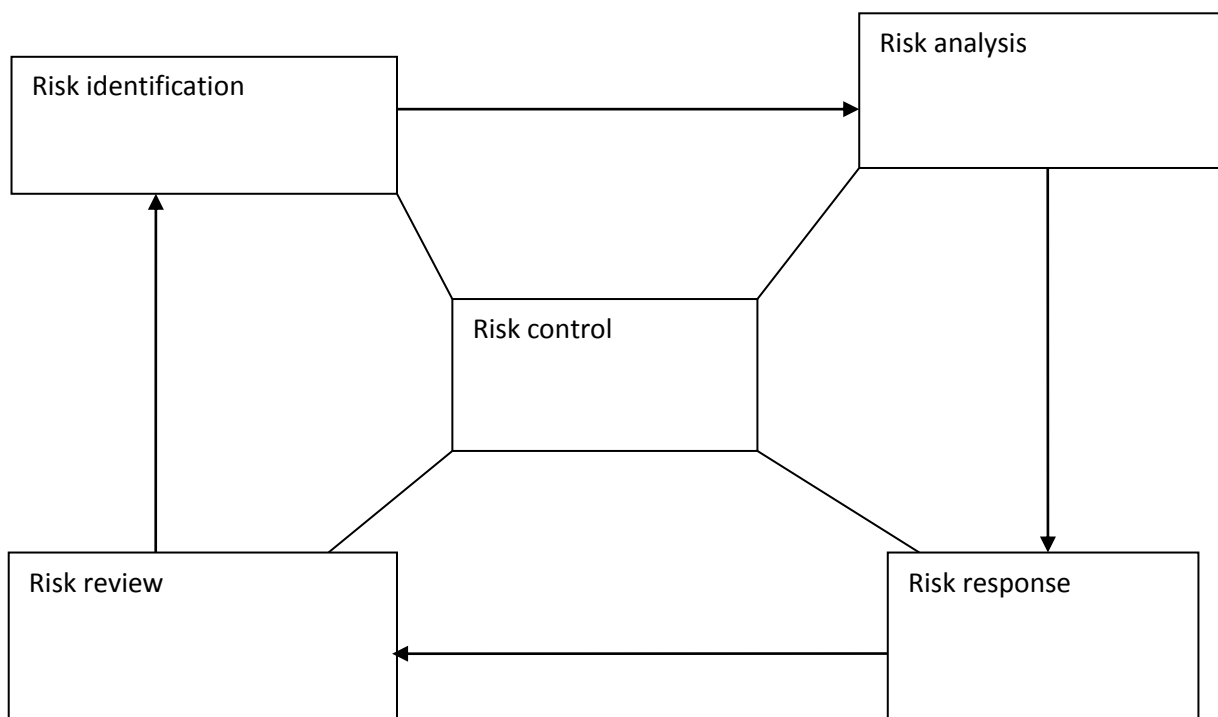 Risk identification
Risk analysis
Risk control
Risk review
Risk response